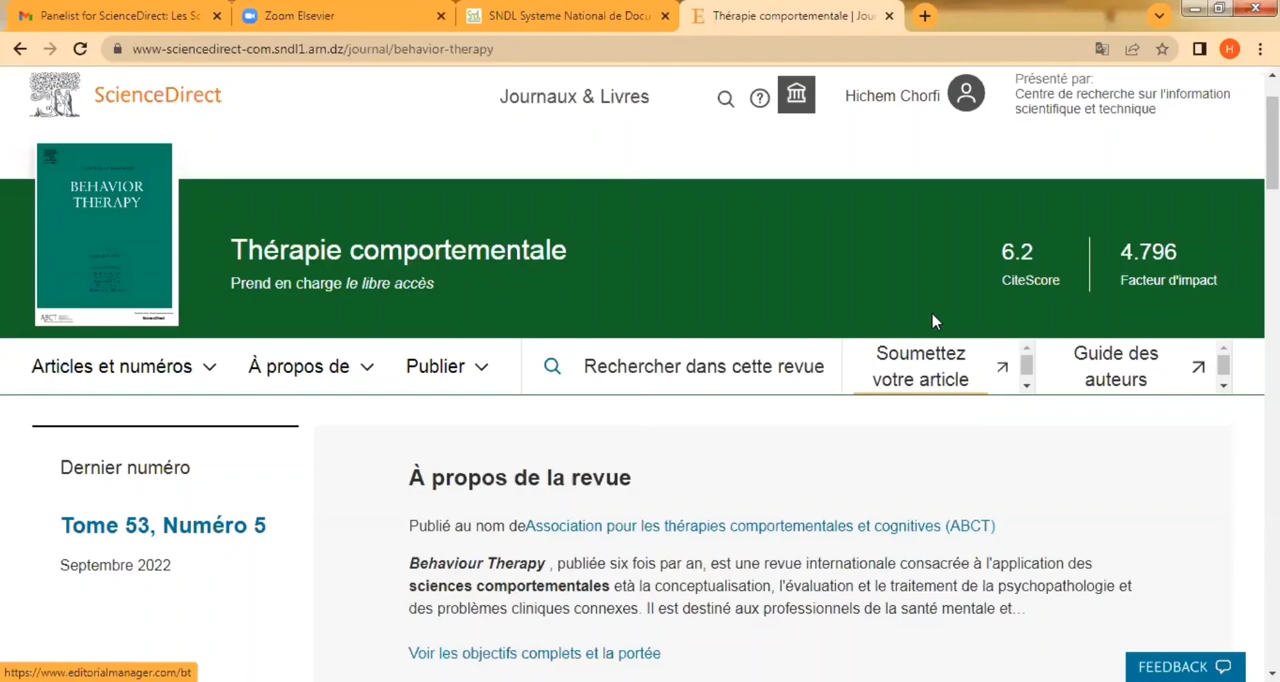 Panelist for ScienceDirect: Les Sc
Zoom Elsevier
SNDL Systeme National de Docu
Thérapie comportementale | Jour
www-sciencedirect-com.sndl1.arn.dz/journal/behavior-therapy
H
ScienceDirect
Journaux & Livres
Hichem Chorfi
Présenté par:
Centre de recherche sur l'information
scientifique et technique
BEHAVIOR
THERAPY
ABCT
Thérapie comportementale
Prend en charge le libre accès
6.2
CiteScore
4.796
Facteur d'impact
Articles et numéros
À propos de
Publier
Rechercher dans cette revue
Soumettez
votre article
Guide des
auteurs
Dernier numéro
Tome 53, Numéro 5
Septembre 2022
À propos de la revue
Publié au nom deAssociation pour les thérapies comportementales et cognitives (ABCT)
Behaviour Therapy , publiée six fois par an, est une revue internationale consacrée à l'application des
sciences comportementales età la conceptualisation, l'évaluation et le traitement de la psychopathologie et
des problèmes cliniques connexes. Il est destiné aux professionnels de la santé mentale et...
Voir les objectifs complets et la portée
FEEDBACK
https://www.editorialmanager.com/bt